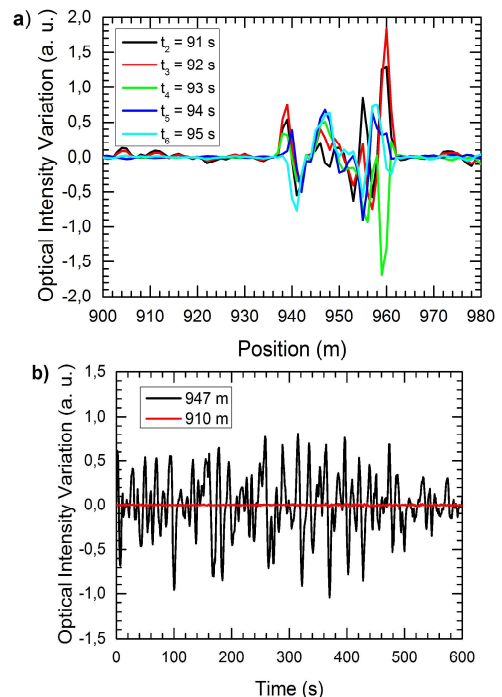 a)
2,0
1,5
1,0
0,5
0,0
-0,5
-1,0
-1,5
-2,0
Optical Intensity Variation (a. u.)
t₂ = 91 s
t₃ = 92 s
t₄ = 93 s
t₅ = 94 s
t₆ = 95 s
900 910 920 930 940 950 960 970 980
Position (m)
b)
1,5
1,0
0,5
0,0
-0,5
-1,0
-1,5
Optical Intensity Variation (a. u.)
947 m
910 m
0 100 200 300 400 500 600
Time (s)